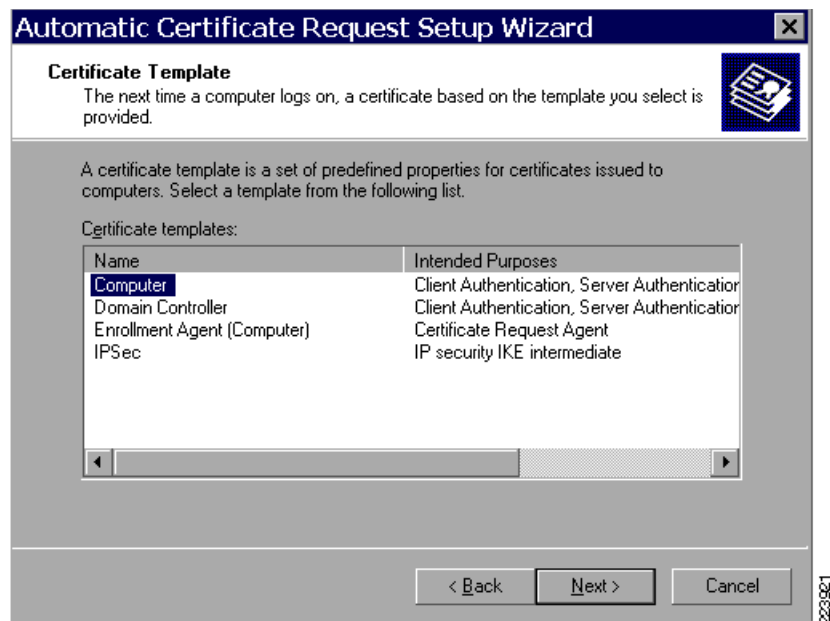 Automatic Certificate Request Setup Wizard
Certificate Template
The next time a computer logs on, a certificate based on the template you select is
provided.
A certificate template is a set of predefined properties for certificates issued to
computers. Select a template from the following list.
Certificate templates:
Name Intended Purposes
Computer Client Authentication, Server Authentication
Domain Controller Client Authentication, Server Authentication
Enrollment Agent (Computer) Certificate Request Agent
IPSec IP security IKE intermediate
< Back Next > Cancel
223921